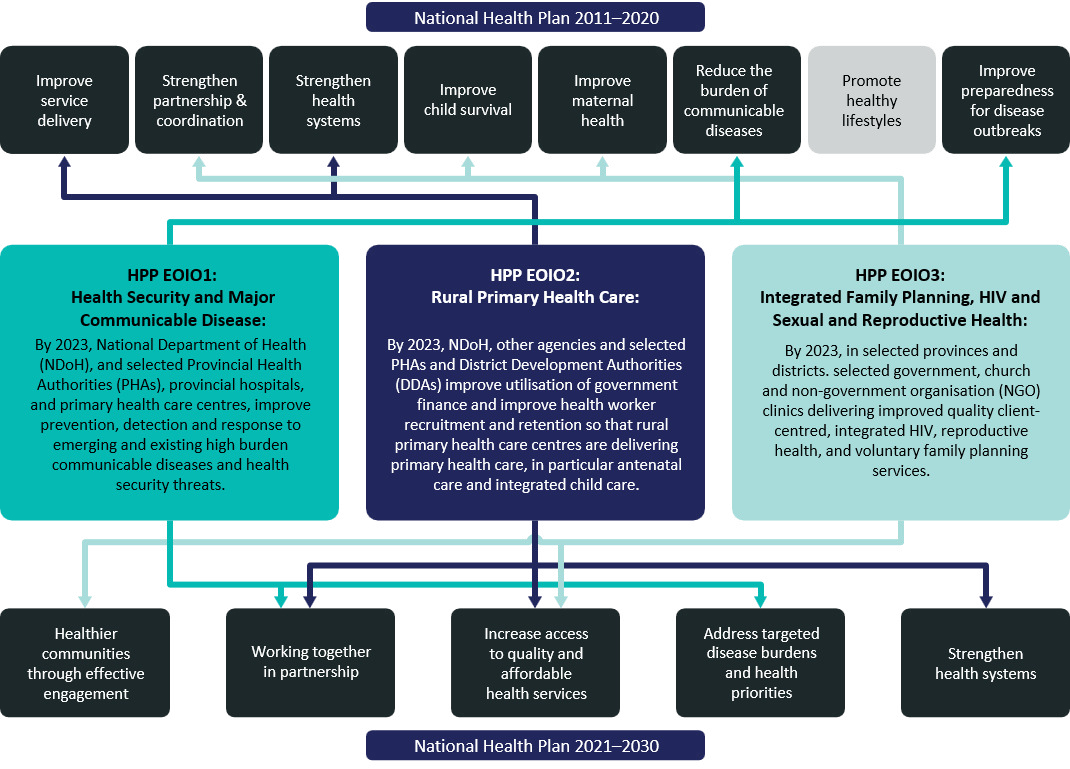 National Health Plan 2011–2020
Improve
service
delivery
Strengthen
partnership &
coordination
Strengthen
health
systems
Improve
child survival
Improve
maternal
health
Reduce the
burden of
communicable
diseases
Promote
healthy
lifestyles
Improve
preparedness
for disease
outbreaks
HPP EOIO1:
Health Security and Major
Communicable Disease:
By 2023, National Department of Health
(NDoH), and selected Provincial Health
Authorities (PHAs), provincial hospitals,
and primary health care centres, improve
prevention, detection and response to
emerging and existing high burden
communicable diseases and health
security threats.
HPP EOIO2:
Rural Primary Health Care:
By 2023, NDoH, other agencies and selected
PHAs and District Development Authorities
(DDAs) improve utilisation of government
finance and improve health worker
recruitment and retention so that rural
primary health care centres are delivering
primary health care, in particular antenatal
care and integrated child care.
HPP EOIO3:
Integrated Family Planning, HIV and
Sexual and Reproductive Health:
By 2023, in selected provinces and
districts. selected government, church
and non-government organisation (NGO)
clinics delivering improved quality client-
centred, integrated HIV, reproductive
health, and voluntary family planning
services.
Healthier
communities
through effective
engagement
Working together
in partnership
Increase access
to quality and
affordable
health services
Address targeted
disease burdens
and health
priorities
Strengthen
health systems
National Health Plan 2021–2030